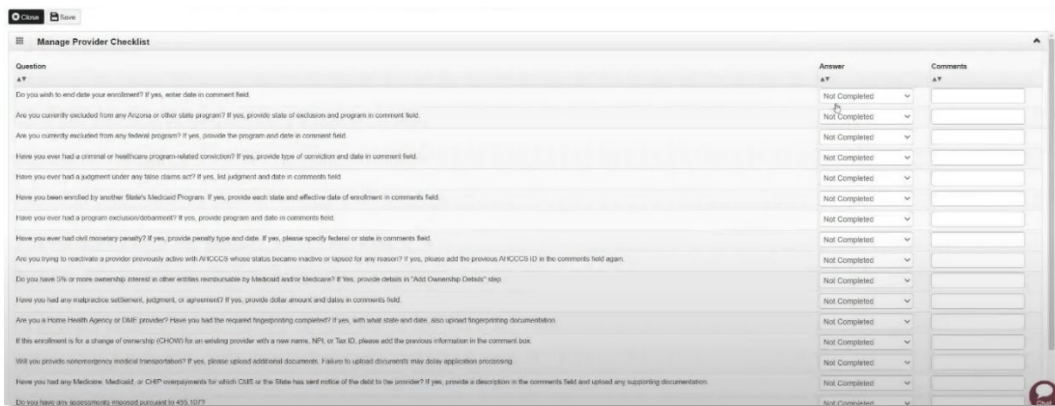 Close Save
Manage Provider Checklist
Question Answer Comments
Do you wish to end date your enrollment? If yes, enter date in comment field. Not Completed
Are you currently excluded from any Arizona or other state program? If yes, provide state of exclusion and program in comment field. Not Completed
Are you currently excluded from any federal program? If yes, provide the program and date in comment field. Not Completed
Have you ever had a criminal or healthcare program-related conviction? If yes, provide type of conviction and date in comment field. Not Completed
Have you ever had a judgment under any false claims act? If yes, list judgment and date in comments field Not Completed
Have you been enrolled by another State's Medicaid Program. If yes, provide each state and effective date of enrollment in comments field. Not Completed
Have you ever had a program exclusion/debarment? If yes, provide program and date in comments field. Not Completed
Have you ever had civil monetary penalty? If yes, provide penalty type and date. If yes, please specify federal or state in comments field. Not Completed
Are you trying to reactivate a provider previously active with AHCCCS whose status became inactive or lapsed for any reason? If yes, please add the previous AHCCCS ID in the comments field again. Not Completed
Do you have 5% or more ownership interest in other entities reimbursable by Medicaid and/or Medicare? If Yes, provide details in "Add Ownership Details" step. Not Completed
Have you had any malpractice settlement, judgment, or agreement? If yes, provide dollar amount and dates in comments field. Not Completed
Are you a Home Health Agency or DME provider? Have you had the required fingerprinting completed? If yes, with what state and date, also upload fingerprinting documentation. Not Completed
If this enrollment is for a change of ownership (CHOW) for an existing provider with a new name, NPI, or Tax ID, please add the previous information in the comment box. Not Completed
Will you provide nonemergency medical transportation? If yes, please upload additional documents. Failure to upload documents may delay application processing. Not Completed
Have you had any Medicare, Medicaid, or CHIP overpayments for which CMS or the State has sent notice of the debt to the provider? If yes, provide a description in the comments field and upload any supporting documentation. Not Completed
Do you have any assessments imposed pursuant to 455.107? Not Completed
Chat